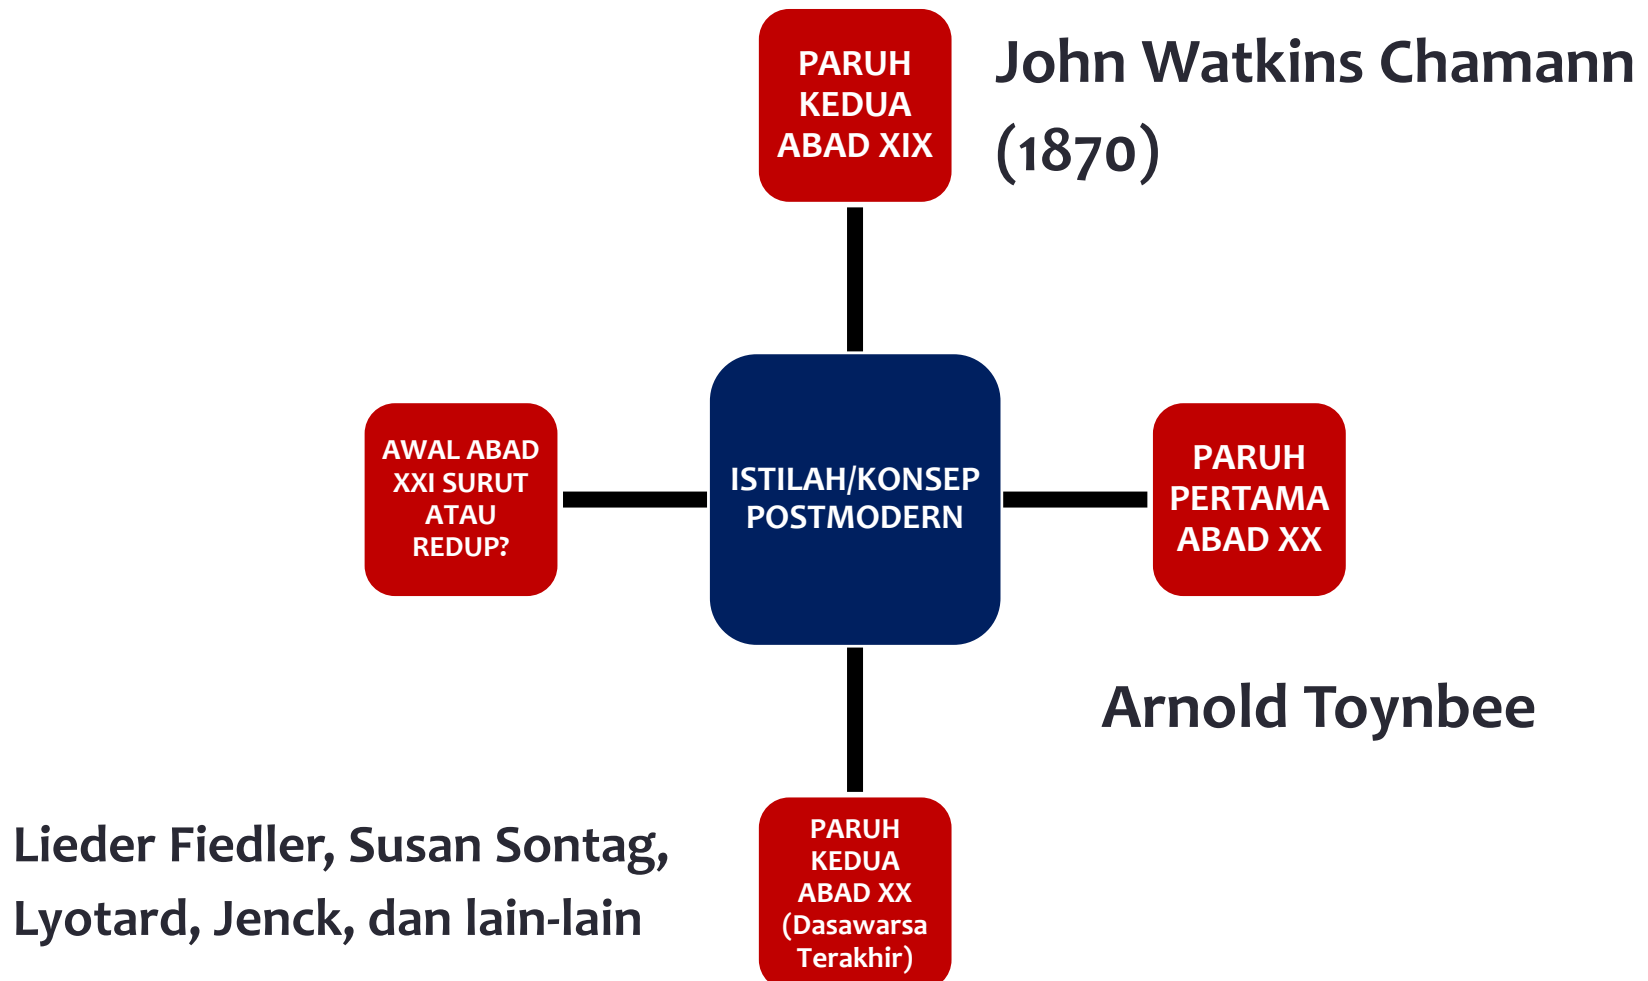 PARUH
KEDUA
ABAD XIX
John Watkins Chamann
(1870)
AWAL ABAD
XXI SURUT
ATAU
REDUP?
ISTILAH/KONSEP
POSTMODERN
PARUH
PERTAMA
ABAD XX
Arnold Toynbee
Lieder Fiedler, Susan Sontag,
Lyotard, Jenck, dan lain-lain
PARUH
KEDUA
ABAD XX
(Dasawarsa
Terakhir)